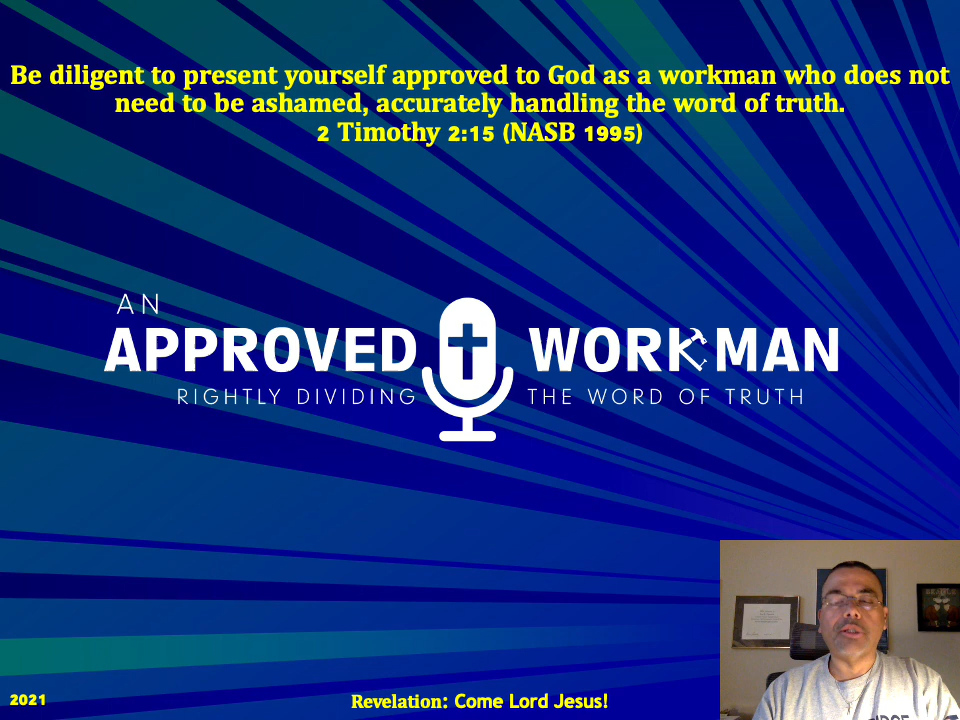 Be diligent to present yourself approved to God as a workman who does not
need to be ashamed, accurately handling the word of truth.
2 Timothy 2:15 (NASB 1995)
AN
APPROVED WORKMAN
RIGHTLY DIVIDING THE WORD OF TRUTH
2021
Revelation: Come Lord Jesus!